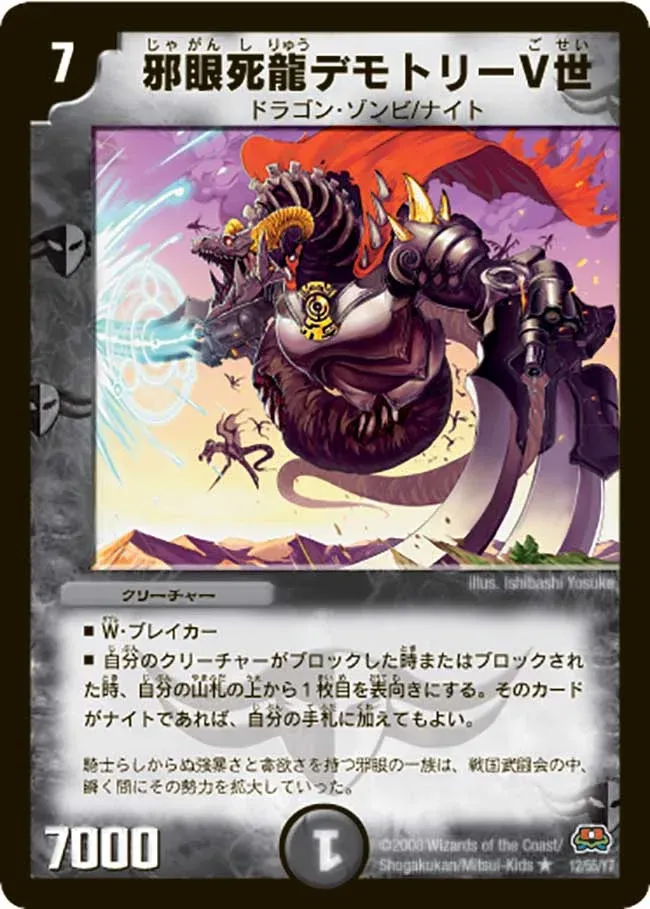 7
じゃがん し りゅう ご せい
邪眼死龍デモトリーV世
ドラゴン・ゾンビ/ナイト
illus. Ishibashi Yosuke
クリーチャー
■ W・ブレイカー
■ 自分のクリーチャーがブロックした時またはブロックされ
た時、自分の山札の上から1枚目を表向きにする。そのカード
がナイトであれば、自分の手札に加えてもよい。
騎士らしからぬ強暴さと貪欲さを持つ邪眼の一族は、戦国武闘会の中、
瞬く間にその勢力を拡大していった。
7000
1
©2008 Wizards of the Coast/
Shogakukan/Mitsui-Kids ★ 12/55/Y7